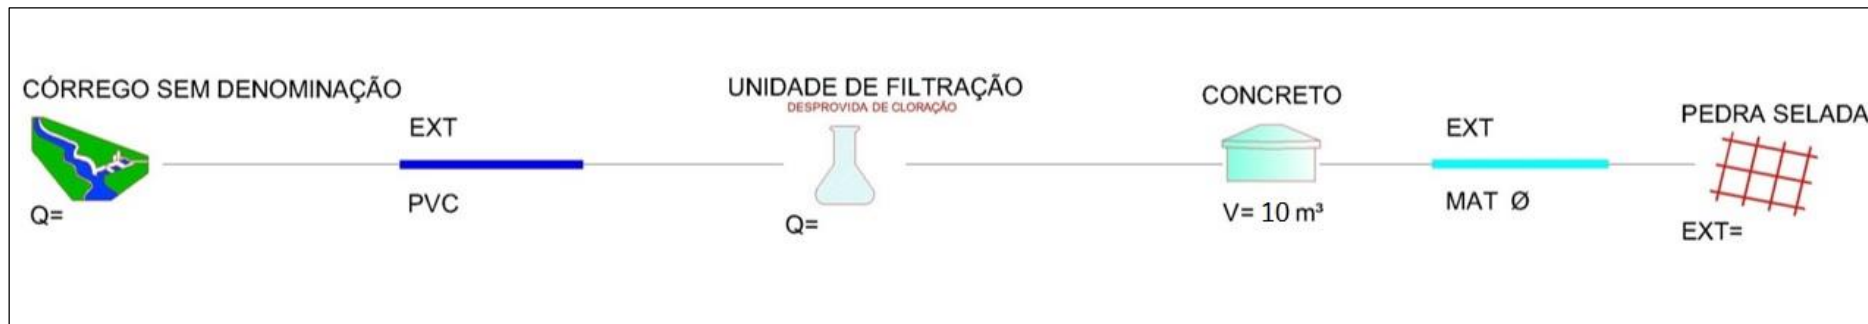 CÓRREGO SEM DENOMINAÇÃO
Q=
EXT
PVC
UNIDADE DE FILTRAÇÃO
DESPROVIDA DE CLORAÇÃO
Q=
CONCRETO
V= 10 m³
EXT
MAT Ø
PEDRA SELADA
EXT=